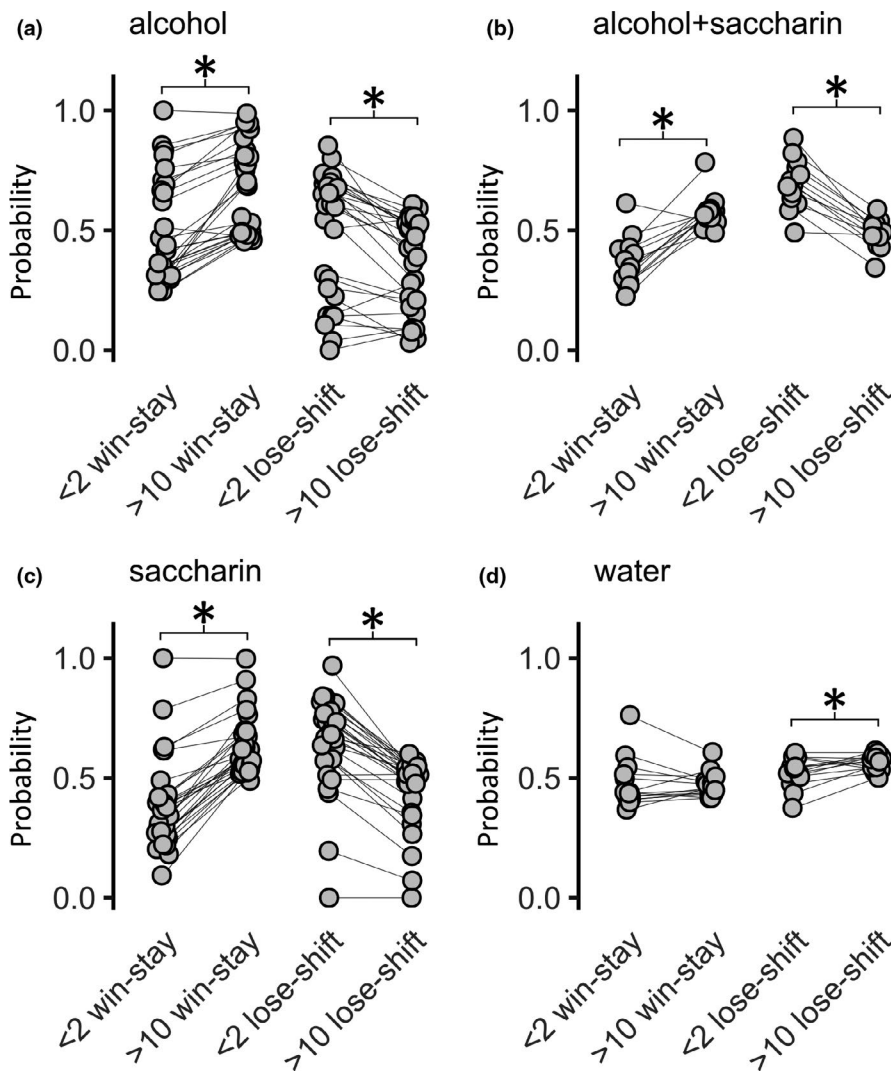 (a) alcohol
*
*
1.0
Probability
0.5
0.0
<2 win-stay
>10 win-stay
<2 lose-shift
>10 lose-shift
(b) alcohol+saccharin
*
*
1.0
Probability
0.5
0.0
<2 win-stay
>10 win-stay
<2 lose-shift
>10 lose-shift
(c) saccharin
*
*
1.0
Probability
0.5
0.0
<2 win-stay
>10 win-stay
<2 lose-shift
>10 lose-shift
(d) water
*
1.0
Probability
0.5
0.0
<2 win-stay
>10 win-stay
<2 lose-shift
>10 lose-shift